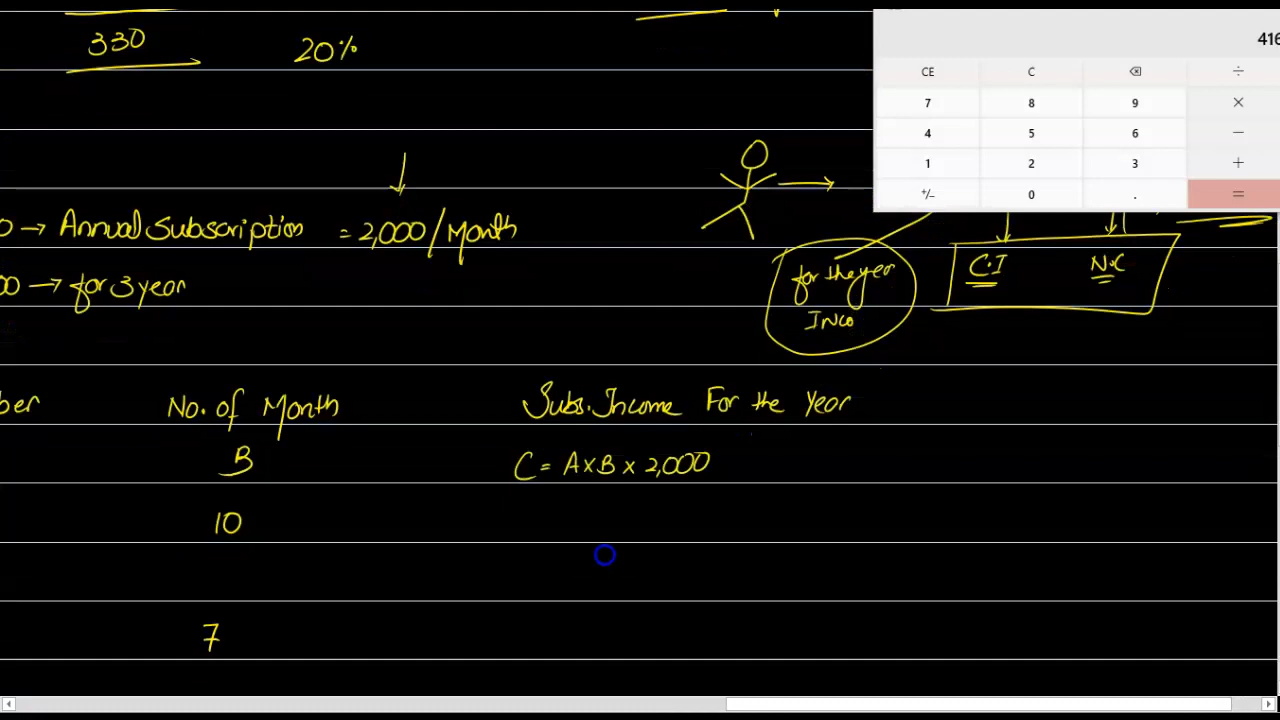 330
20%
416
CE C ⌫ ÷
7 8 9 ×
4 5 6 −
1 2 3 +
+/− 0 . =
0 → Annual Subscription = 2,000/Month
00 → for 3 year
for the yer
INCO
C.I
N.C
ber
No. of Month
Subs. Income For the Year
B
C = A×B × 2,000
10
7